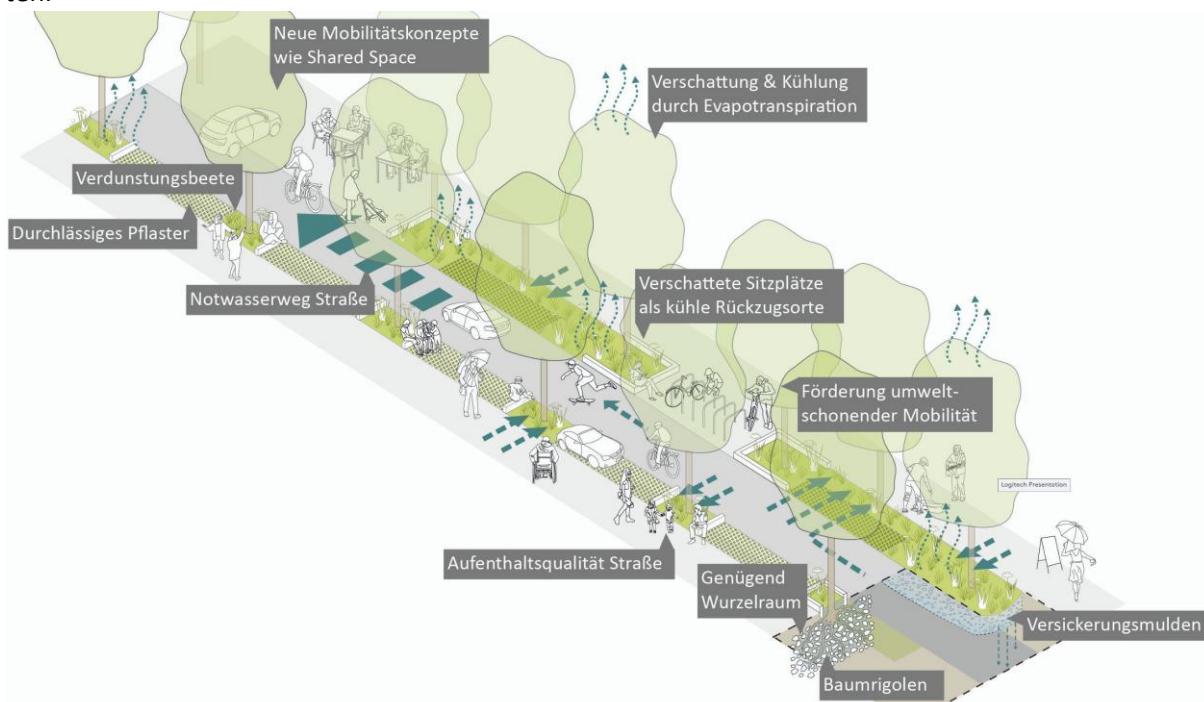 ten.
Neue Mobilitätskonzepte
wie Shared Space
Verschattung & Kühlung
durch Evapotranspiration
Verdunstungsbeete
Durchlässiges Pflaster
Notwasserweg Straße
Verschattete Sitzplätze
als kühle Rückzugsorte
Förderung umwelt-
schonender Mobilität
Logitech Presentation
Aufenthaltsqualität Straße
Genügend
Wurzelraum
Versickerungsmulden
Baumrigolen